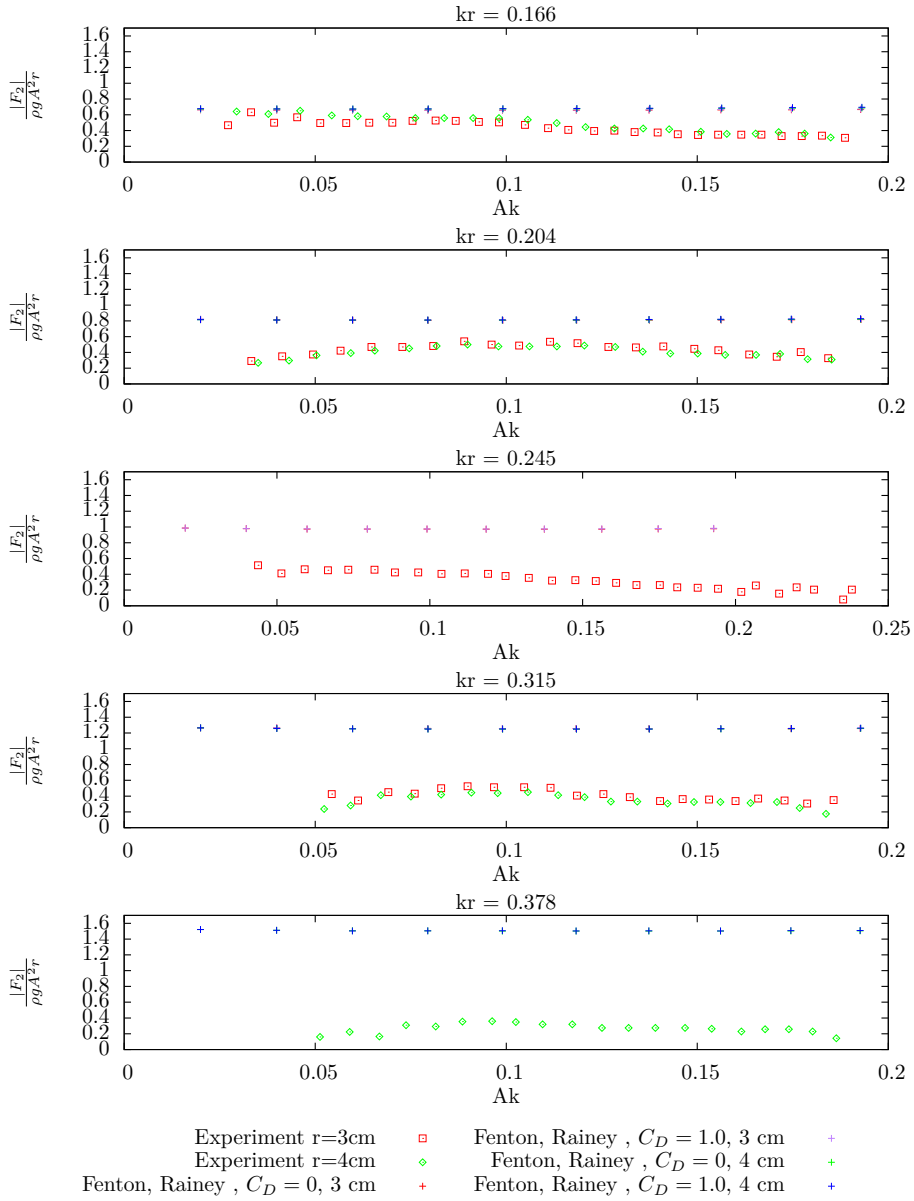 kr = 0.166
1.6
1.4
1.2
1
0.8
0.6
0.4
0.2
0
|F₂|
ρgA²r
0 0.05 0.1 0.15 0.2
Ak
kr = 0.204
1.6
1.4
1.2
1
0.8
0.6
0.4
0.2
0
|F₂|
ρgA²r
0 0.05 0.1 0.15 0.2
Ak
kr = 0.245
1.6
1.4
1.2
1
0.8
0.6
0.4
0.2
0
|F₂|
ρgA²r
0 0.05 0.1 0.15 0.2 0.25
Ak
kr = 0.315
1.6
1.4
1.2
1
0.8
0.6
0.4
0.2
0
|F₂|
ρgA²r
0 0.05 0.1 0.15 0.2
Ak
kr = 0.378
1.6
1.4
1.2
1
0.8
0.6
0.4
0.2
0
|F₂|
ρgA²r
0 0.05 0.1 0.15 0.2
Ak
Experiment r=3cm
Experiment r=4cm
Fenton, Rainey , C_D = 0, 3 cm
Fenton, Rainey , C_D = 1.0, 3 cm
Fenton, Rainey , C_D = 0, 4 cm
Fenton, Rainey , C_D = 1.0, 4 cm